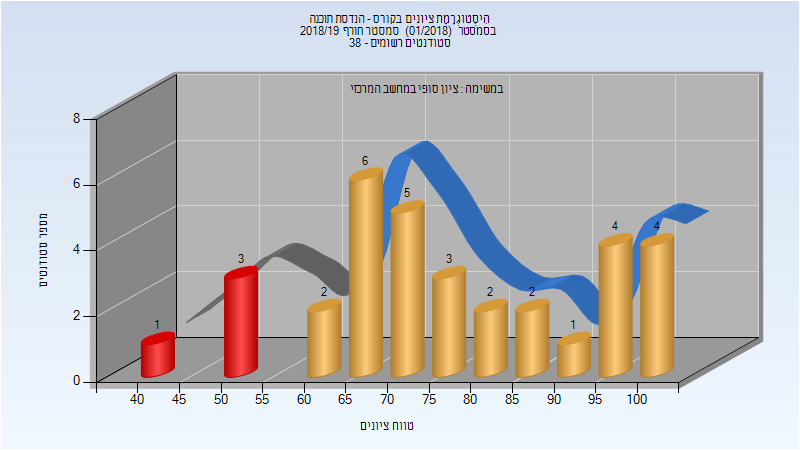 היסטוגרמת ציונים בקורס - הנדסת תוכנה
בסמסטר (01/2018) סמסטר חורף 2018/19
סטודנטים רשומים - 38
במשימה : ציון סופי במחשב המרכזי
מספר סטודנטים
8
6
4
2
0
1
3
2
6
5
3
2
2
1
4
4
40 45 50 55 60 65 70 75 80 85 90 95 100
טווח ציונים